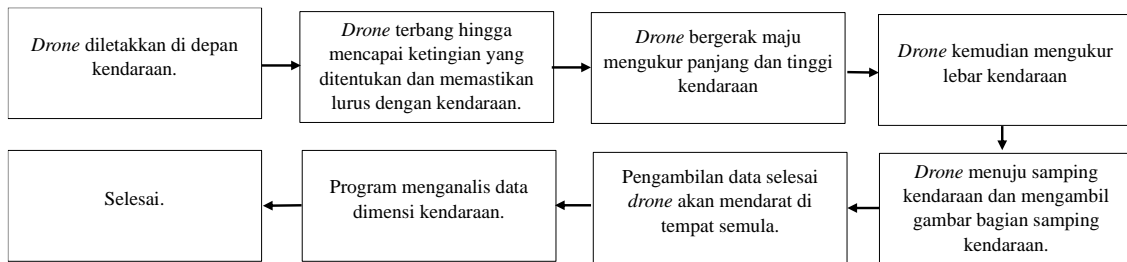 Drone diletakkan di depan
kendaraan.
Drone terbang hingga
mencapai ketingian yang
ditentukan dan memastikan
lurus dengan kendaraan.
Drone bergerak maju
mengukur panjang dan tinggi
kendaraan
Drone kemudian mengukur
lebar kendaraan
Drone menuju samping
kendaraan dan mengambil
gambar bagian samping
kendaraan.
Pengambilan data selesai
drone akan mendarat di
tempat semula.
Program menganalis data
dimensi kendaraan.
Selesai.